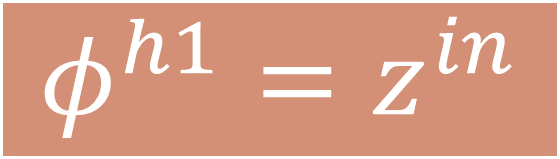 𝜙^{h1} = z^{in}